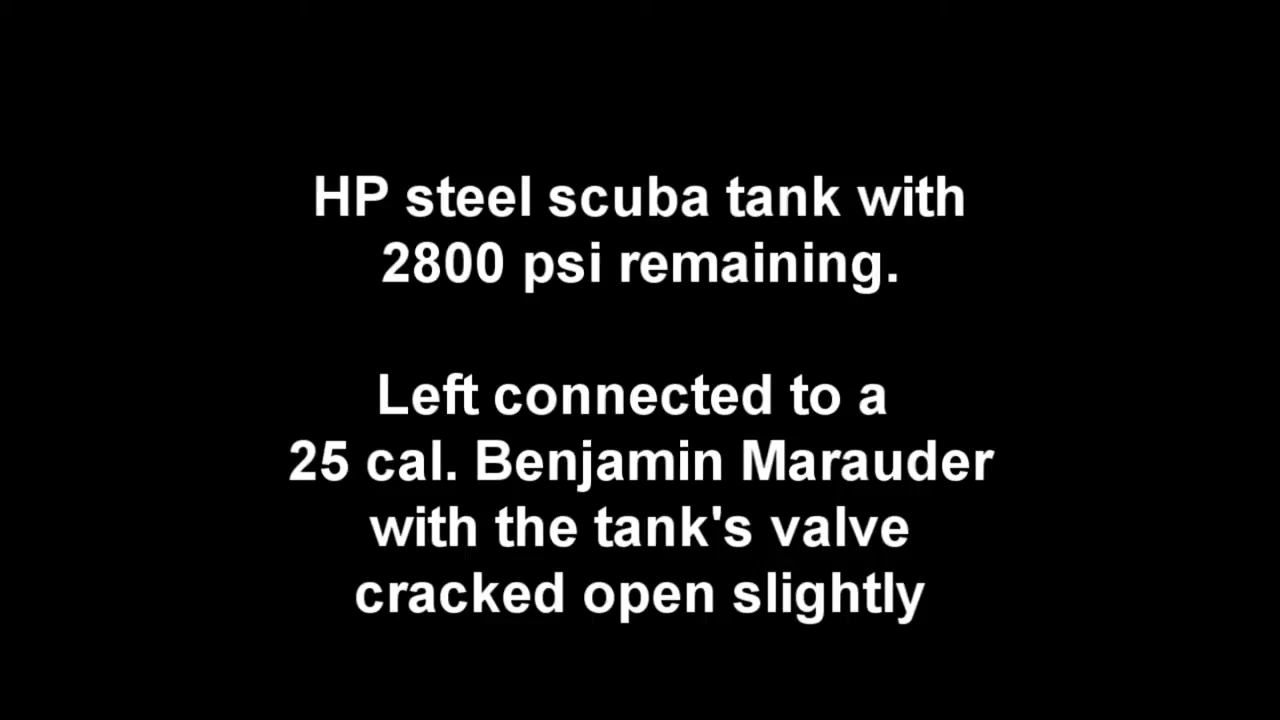 HP steel scuba tank with
2800 psi remaining.
Left connected to a
25 cal. Benjamin Marauder
with the tank's valve
cracked open slightly